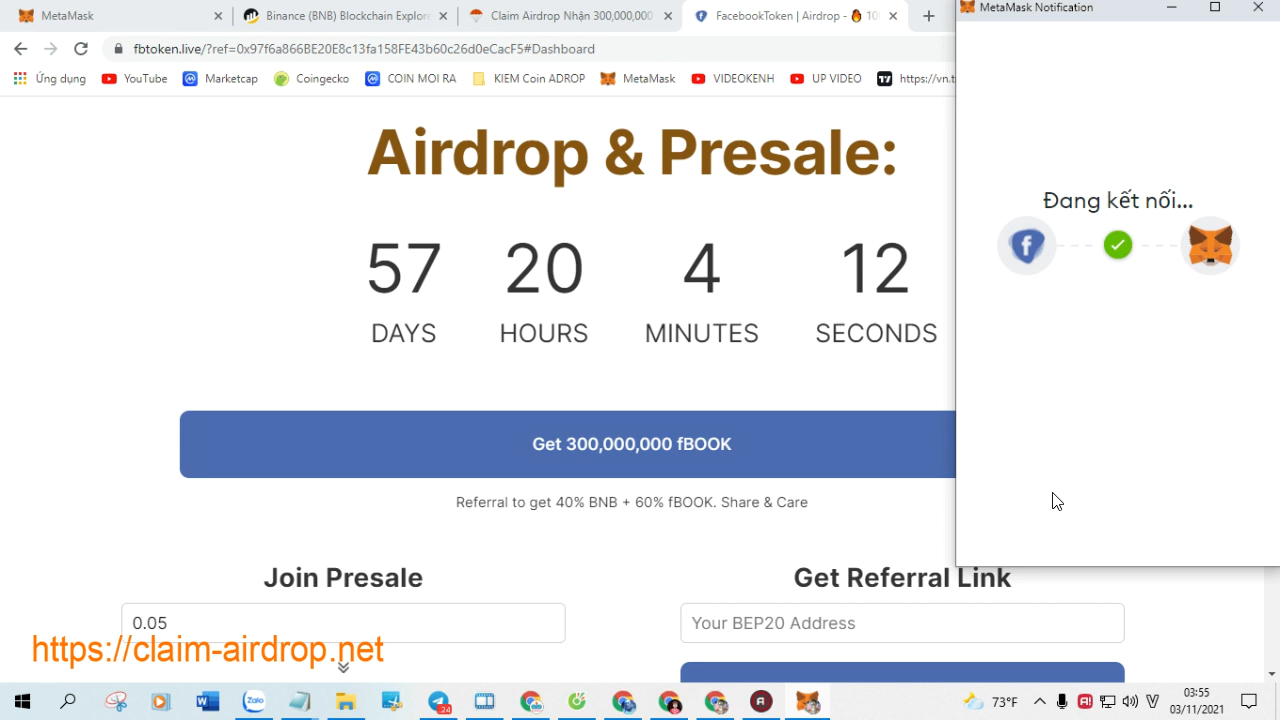 MetaMask
Binance (BNB) Blockchain Explore
Claim Airdrop Nhận 300,000,000
FacebookToken | Airdrop - 🔥 10
MetaMask Notification
fbtoken.live/?ref=0x97f6a866BE20E8c13fa158FE43b60c26d0eCacF5#Dashboard
Ứng dụng
YouTube
Marketcap
Coingecko
COIN MOI RA
KIEM Coin ADROP
MetaMask
VIDEOKENH
UP VIDEO
https://vn.t
Airdrop & Presale:
57
20
4
12
DAYS
HOURS
MINUTES
SECONDS
Đang kết nối...
Get 300,000,000 fBOOK
Referral to get 40% BNB + 60% fBOOK. Share & Care
Join Presale
Get Referral Link
0.05
Your BEP20 Address
https://claim-airdrop.net
Zalo
24
73°F
03:55
03/11/2021